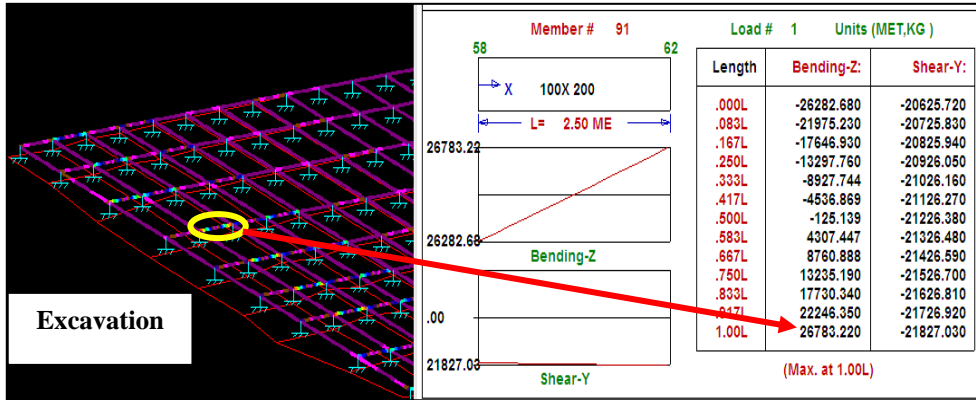 Excavation
Member # 91
58 62
X 100X 200
L= 2.50 ME
26783.22
26282.68
Bending-Z
.00
21827.03
Shear-Y
Load # 1 Units (MET,KG )
Length Bending-Z: Shear-Y:
.000L -26282.680 -20625.720
.083L -21975.230 -20725.830
.167L -17646.930 -20825.940
.250L -13297.760 -20926.050
.333L -8927.744 -21026.160
.417L -4536.869 -21126.270
.500L -125.139 -21226.380
.583L 4307.447 -21326.480
.667L 8760.888 -21426.590
.750L 13235.190 -21526.700
.833L 17730.340 -21626.810
22246.350 -21726.920
1.00L 26783.220 -21827.030
(Max. at 1.00L)